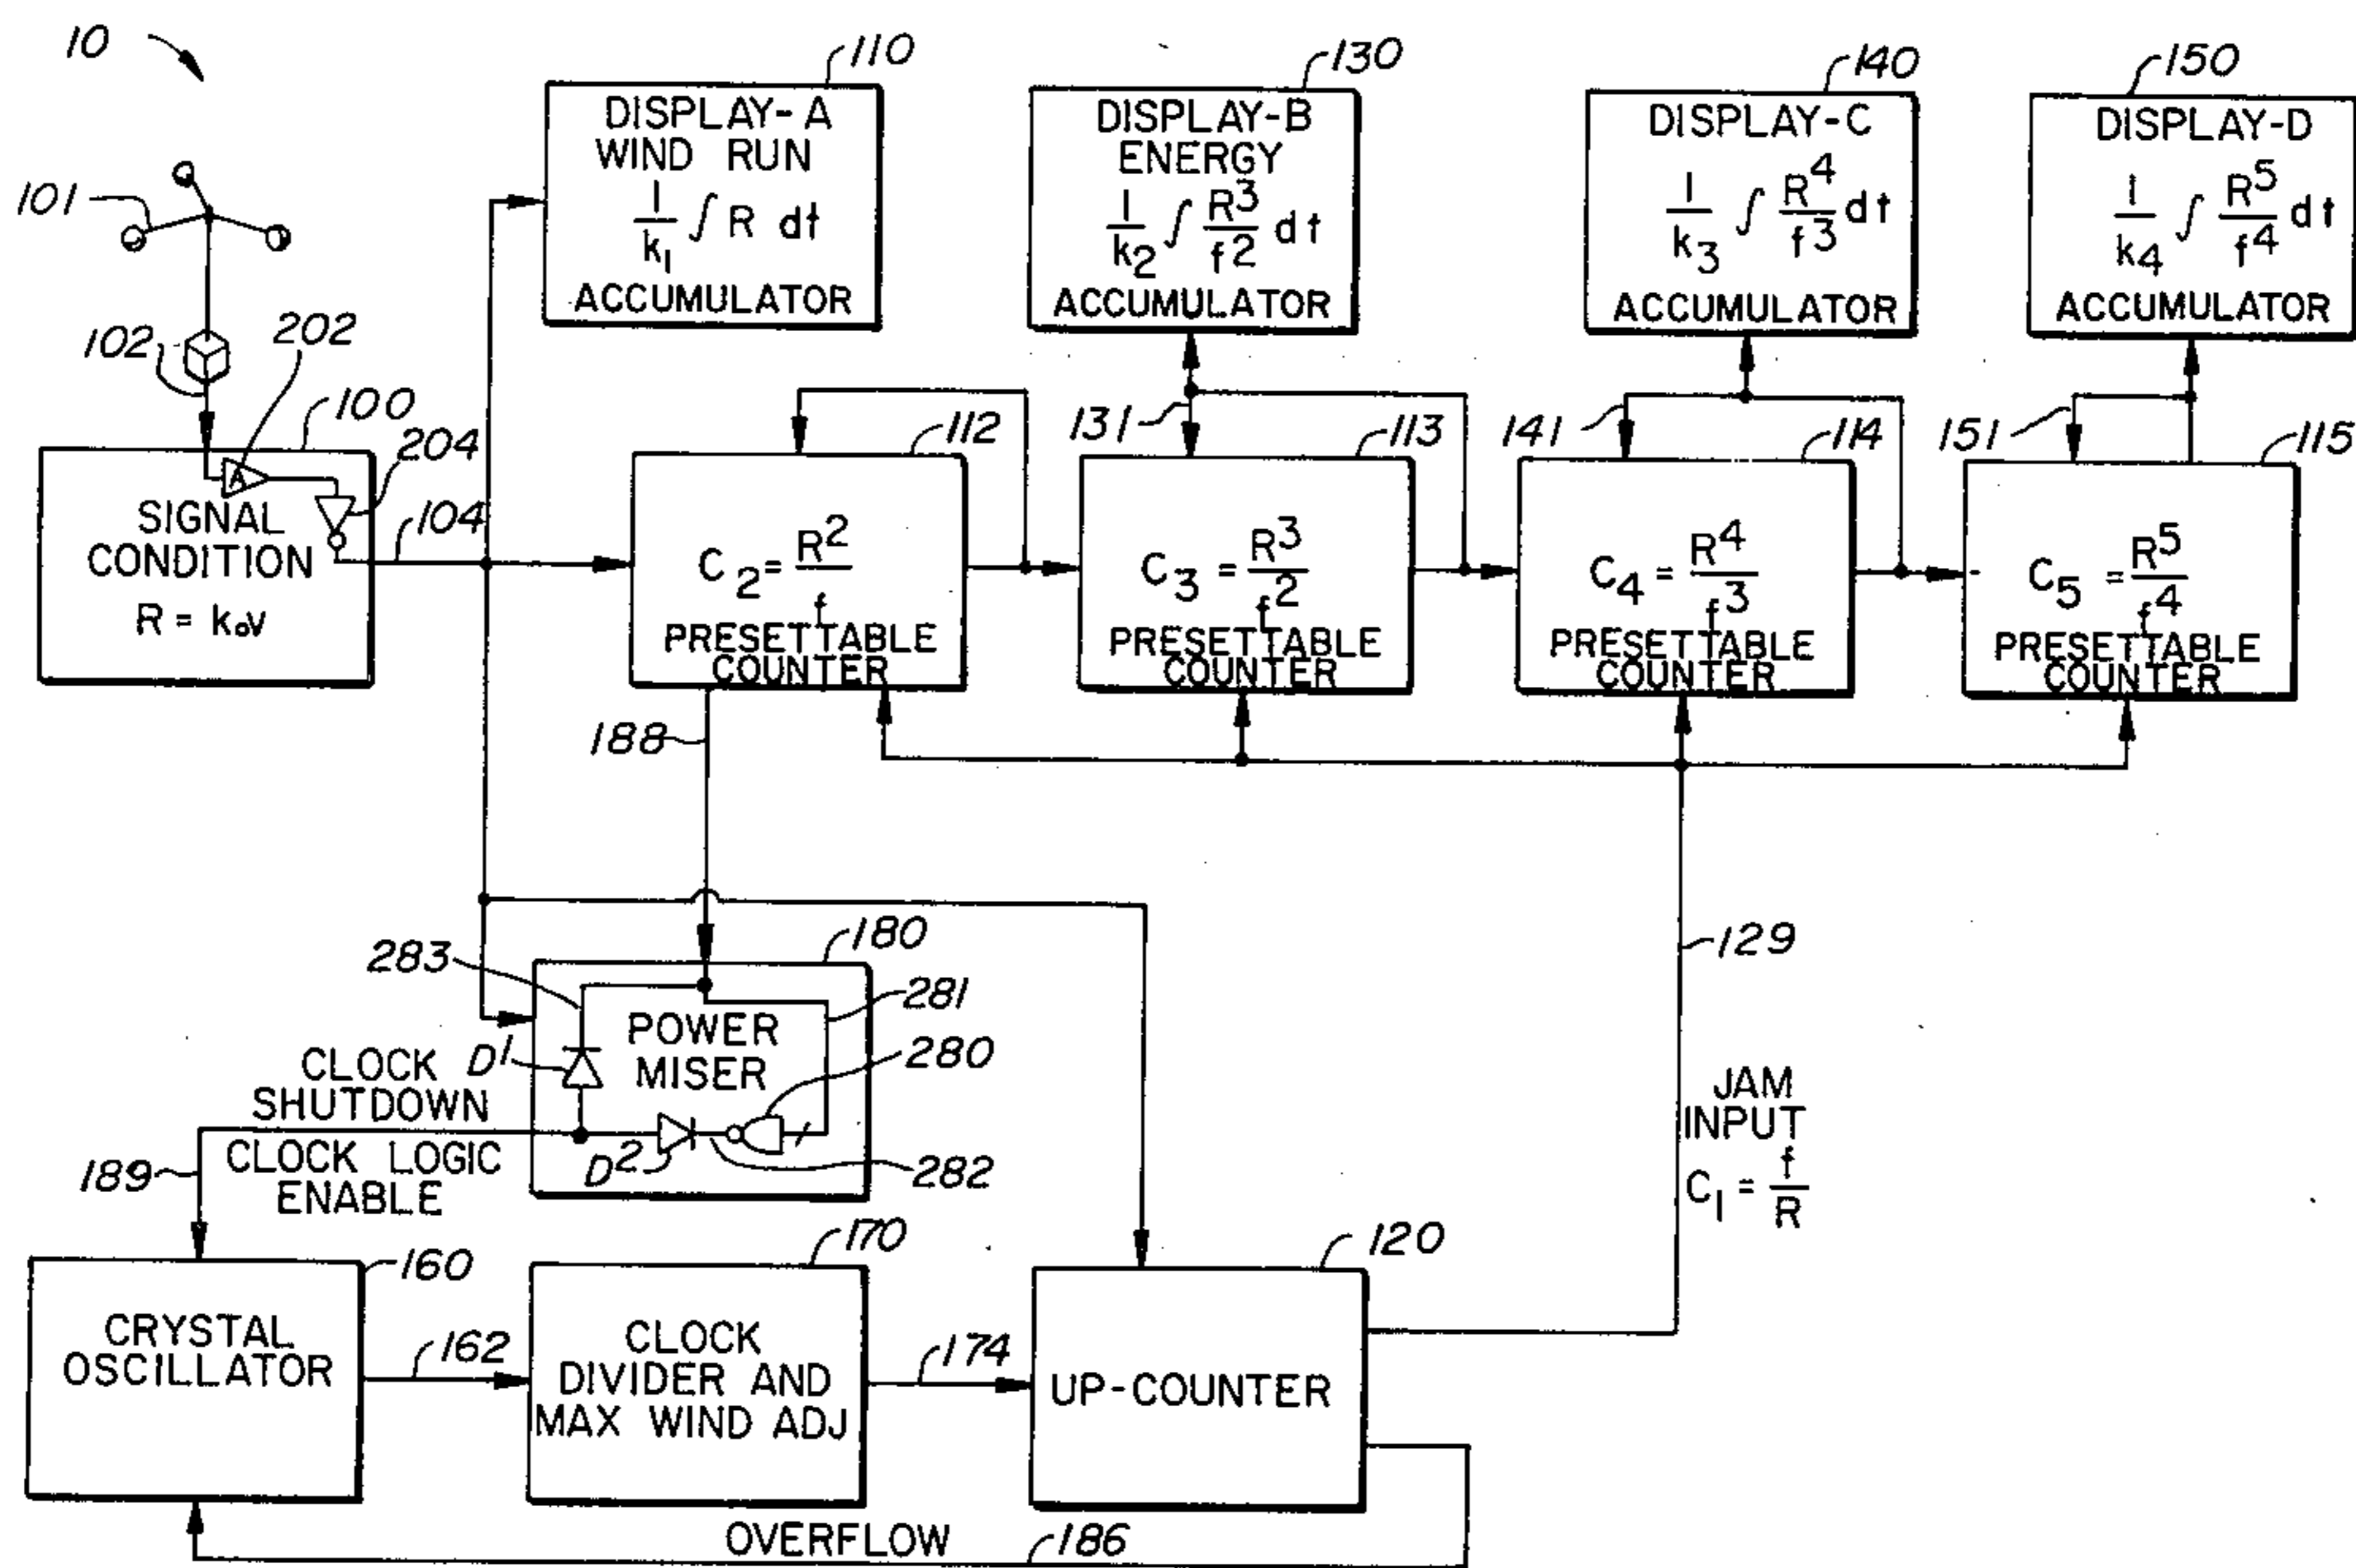 10
110
DISPLAY-A
WIND RUN
1/k₁ ∫ R dt
ACCUMULATOR
130
DISPLAY-B
ENERGY
1/k₂ ∫ R³/f² dt
ACCUMULATOR
140
DISPLAY-C
1/k₃ ∫ R⁴/f³ dt
ACCUMULATOR
150
DISPLAY-D
1/k₄ ∫ R⁵/f⁴ dt
ACCUMULATOR
101
102
202
100
204
A
SIGNAL
CONDITION
R = k₀v
104
112
C₂ = R²/f
PRESETTABLE
COUNTER
131
113
C₃ = R³/f²
PRESETTABLE
COUNTER
141
114
C₄ = R⁴/f³
PRESETTABLE
COUNTER
151
115
C₅ = R⁵/f⁴
PRESETTABLE
COUNTER
188
129
283
180
281
POWER
MISER
280
D1
D2
282
CLOCK
SHUTDOWN
CLOCK LOGIC
ENABLE
189
JAM
INPUT
C₁ = f/R
160
CRYSTAL
OSCILLATOR
162
170
CLOCK
DIVIDER AND
MAX WIND ADJ
174
120
UP-COUNTER
OVERFLOW
186